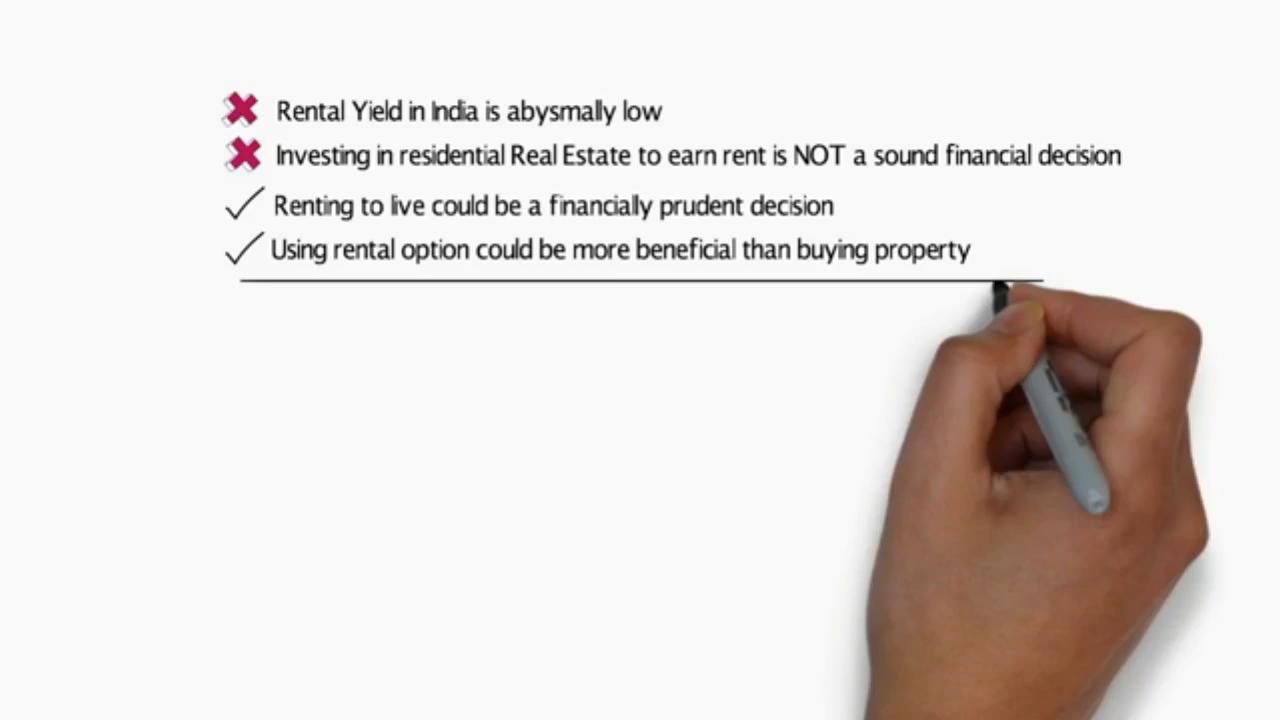 Rental Yield in India is abysmally low
Investing in residential Real Estate to earn rent is NOT a sound financial decision
Renting to live could be a financially prudent decision
Using rental option could be more beneficial than buying property